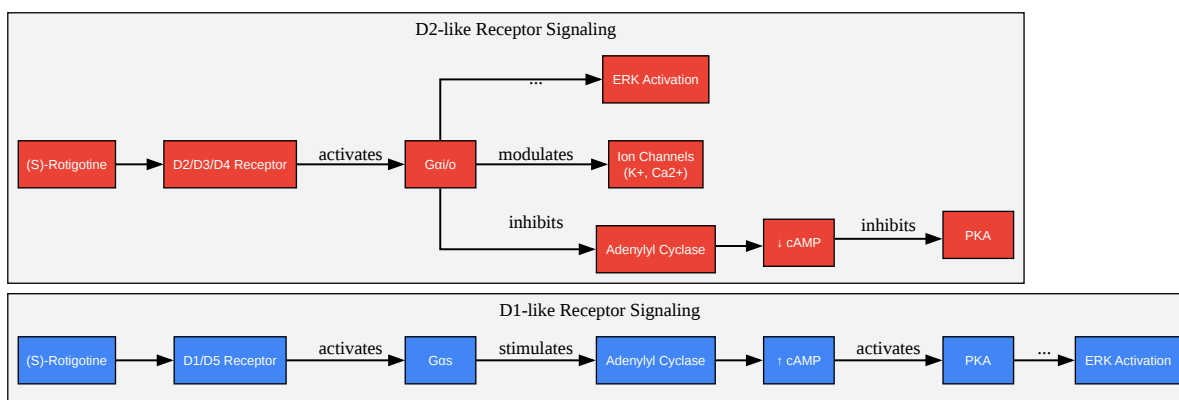 D2-like Receptor Signaling
...
ERK Activation
(S)-Rotigotine
D2/D3/D4 Receptor
activates
Gαi/o
modulates
Ion Channels
(K+, Ca2+)
inhibits
Adenylyl Cyclase
↓ cAMP
inhibits
PKA
D1-like Receptor Signaling
(S)-Rotigotine
D1/D5 Receptor
activates
Gαs
stimulates
Adenylyl Cyclase
↑ cAMP
activates
PKA
...
ERK Activation